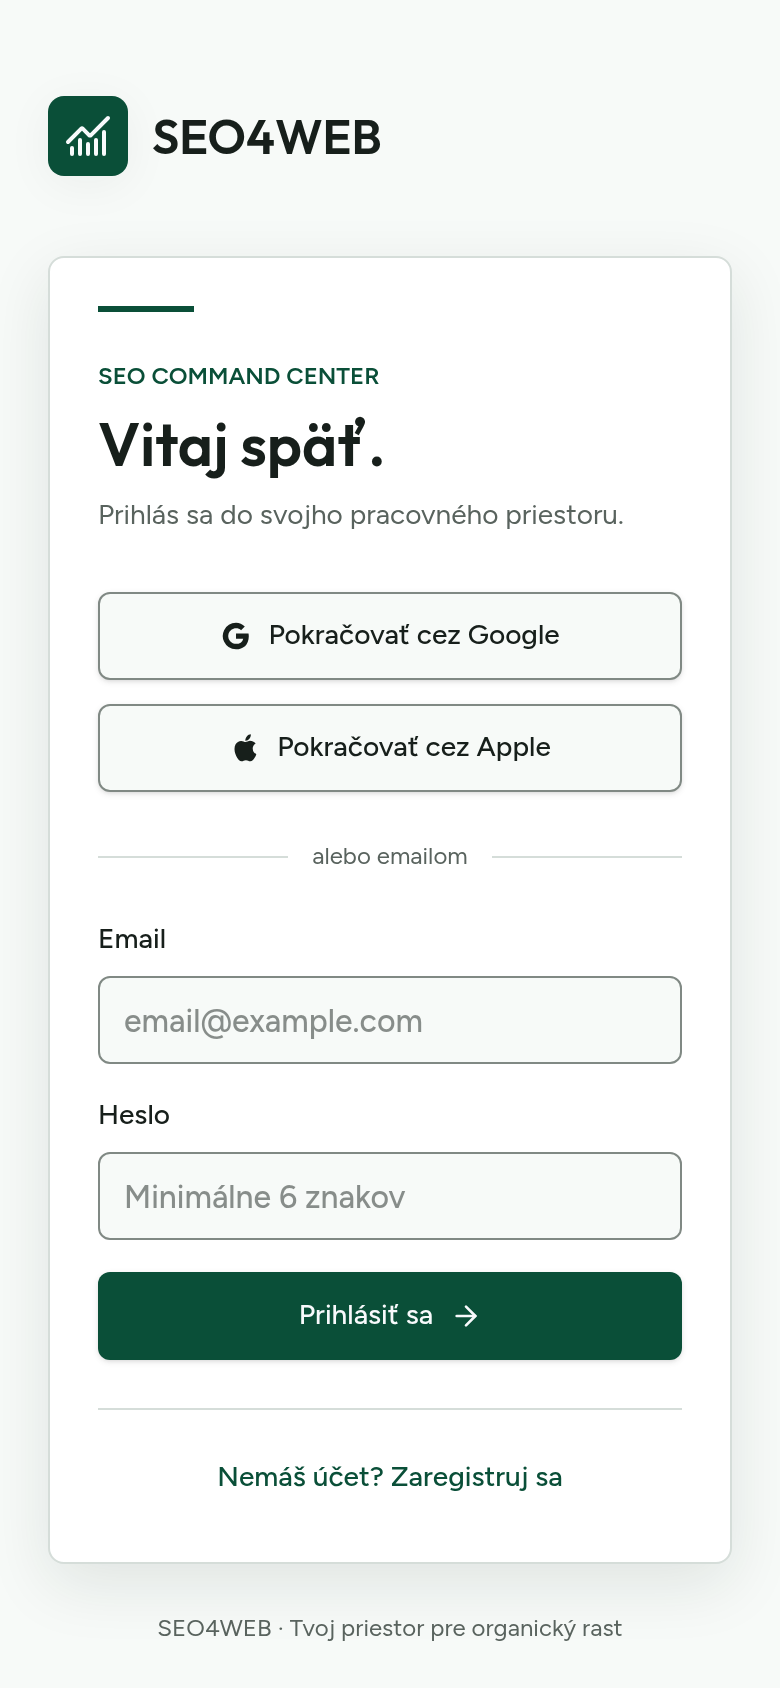 SEO4WEB
SEO COMMAND CENTER
Vitaj späť.
Prihlás sa do svojho pracovného priestoru.
Pokračovať cez Google
Pokračovať cez Apple
alebo emailom
Email
email@example.com
Heslo
Minimálne 6 znakov
Prihlásiť sa →
Nemáš účet? Zaregistruj sa
SEO4WEB · Tvoj priestor pre organický rast